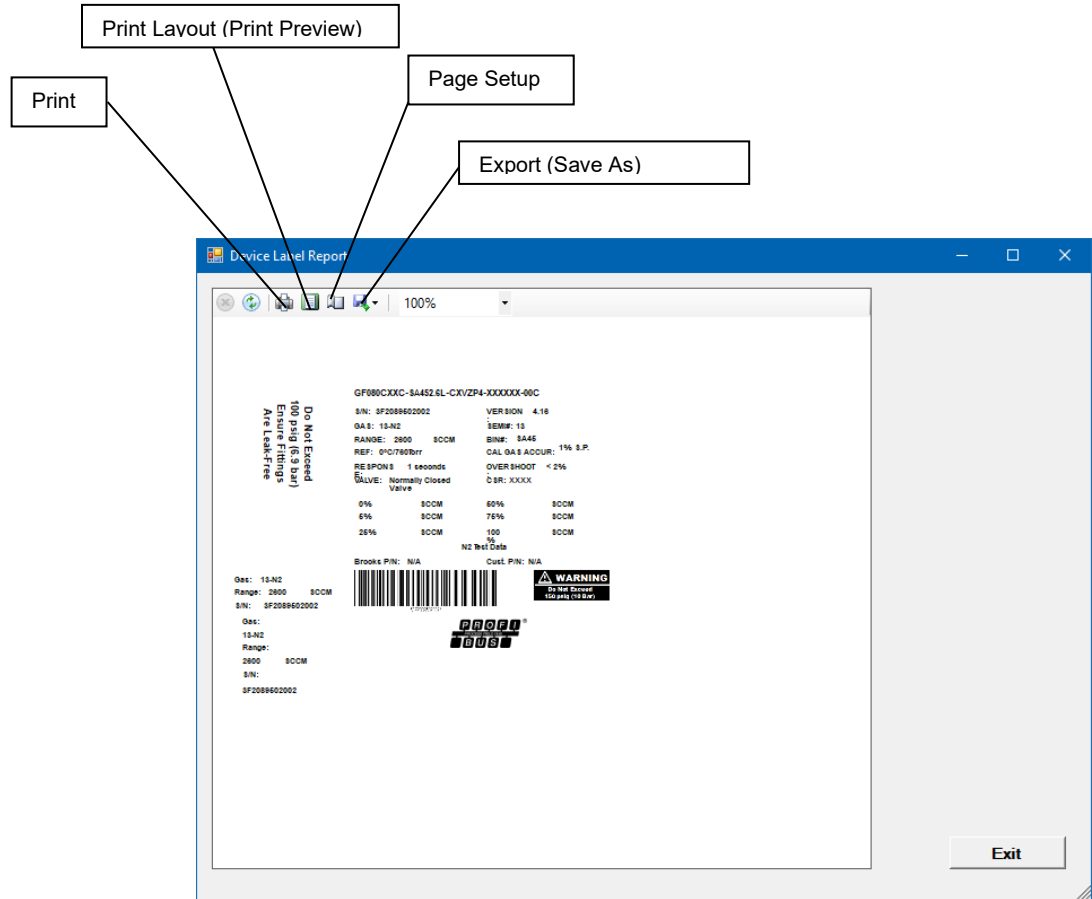 Print Layout (Print Preview)
Page Setup
Print
Export (Save As)
Device Label Report
100%
GF080CXXC-SA452.6L-CXVZP4-XXXXXX-00C
Do Not Exceed
100 psig (6.9 bar)
Ensure Fittings
Are Leak-Free
S/N: SF2089502002 VERSION : 4.16
GAS: 13-N2 SEMI#: 13
RANGE: 2600 SCCM BIN#: SA45
REF: 0°C/760Torr CAL GAS ACCUR: 1% S.P.
RESPONSE: 1 seconds OVERSHOOT : < 2%
VALVE: Normally Closed Valve CSR: XXXX
0% SCCM 50% SCCM
5% SCCM 75% SCCM
25% SCCM 100% SCCM
N2 Test Data
Brooks P/N: N/A Cust. P/N: N/A
WARNING
Do Not Exceed
150 psig (10 Bar)
Gas: 13-N2
Range: 2600 SCCM
S/N: SF2089502002
PROFI
BUS
®
Gas:
13-N2
Range:
2600 SCCM
S/N:
SF2089502002
Exit